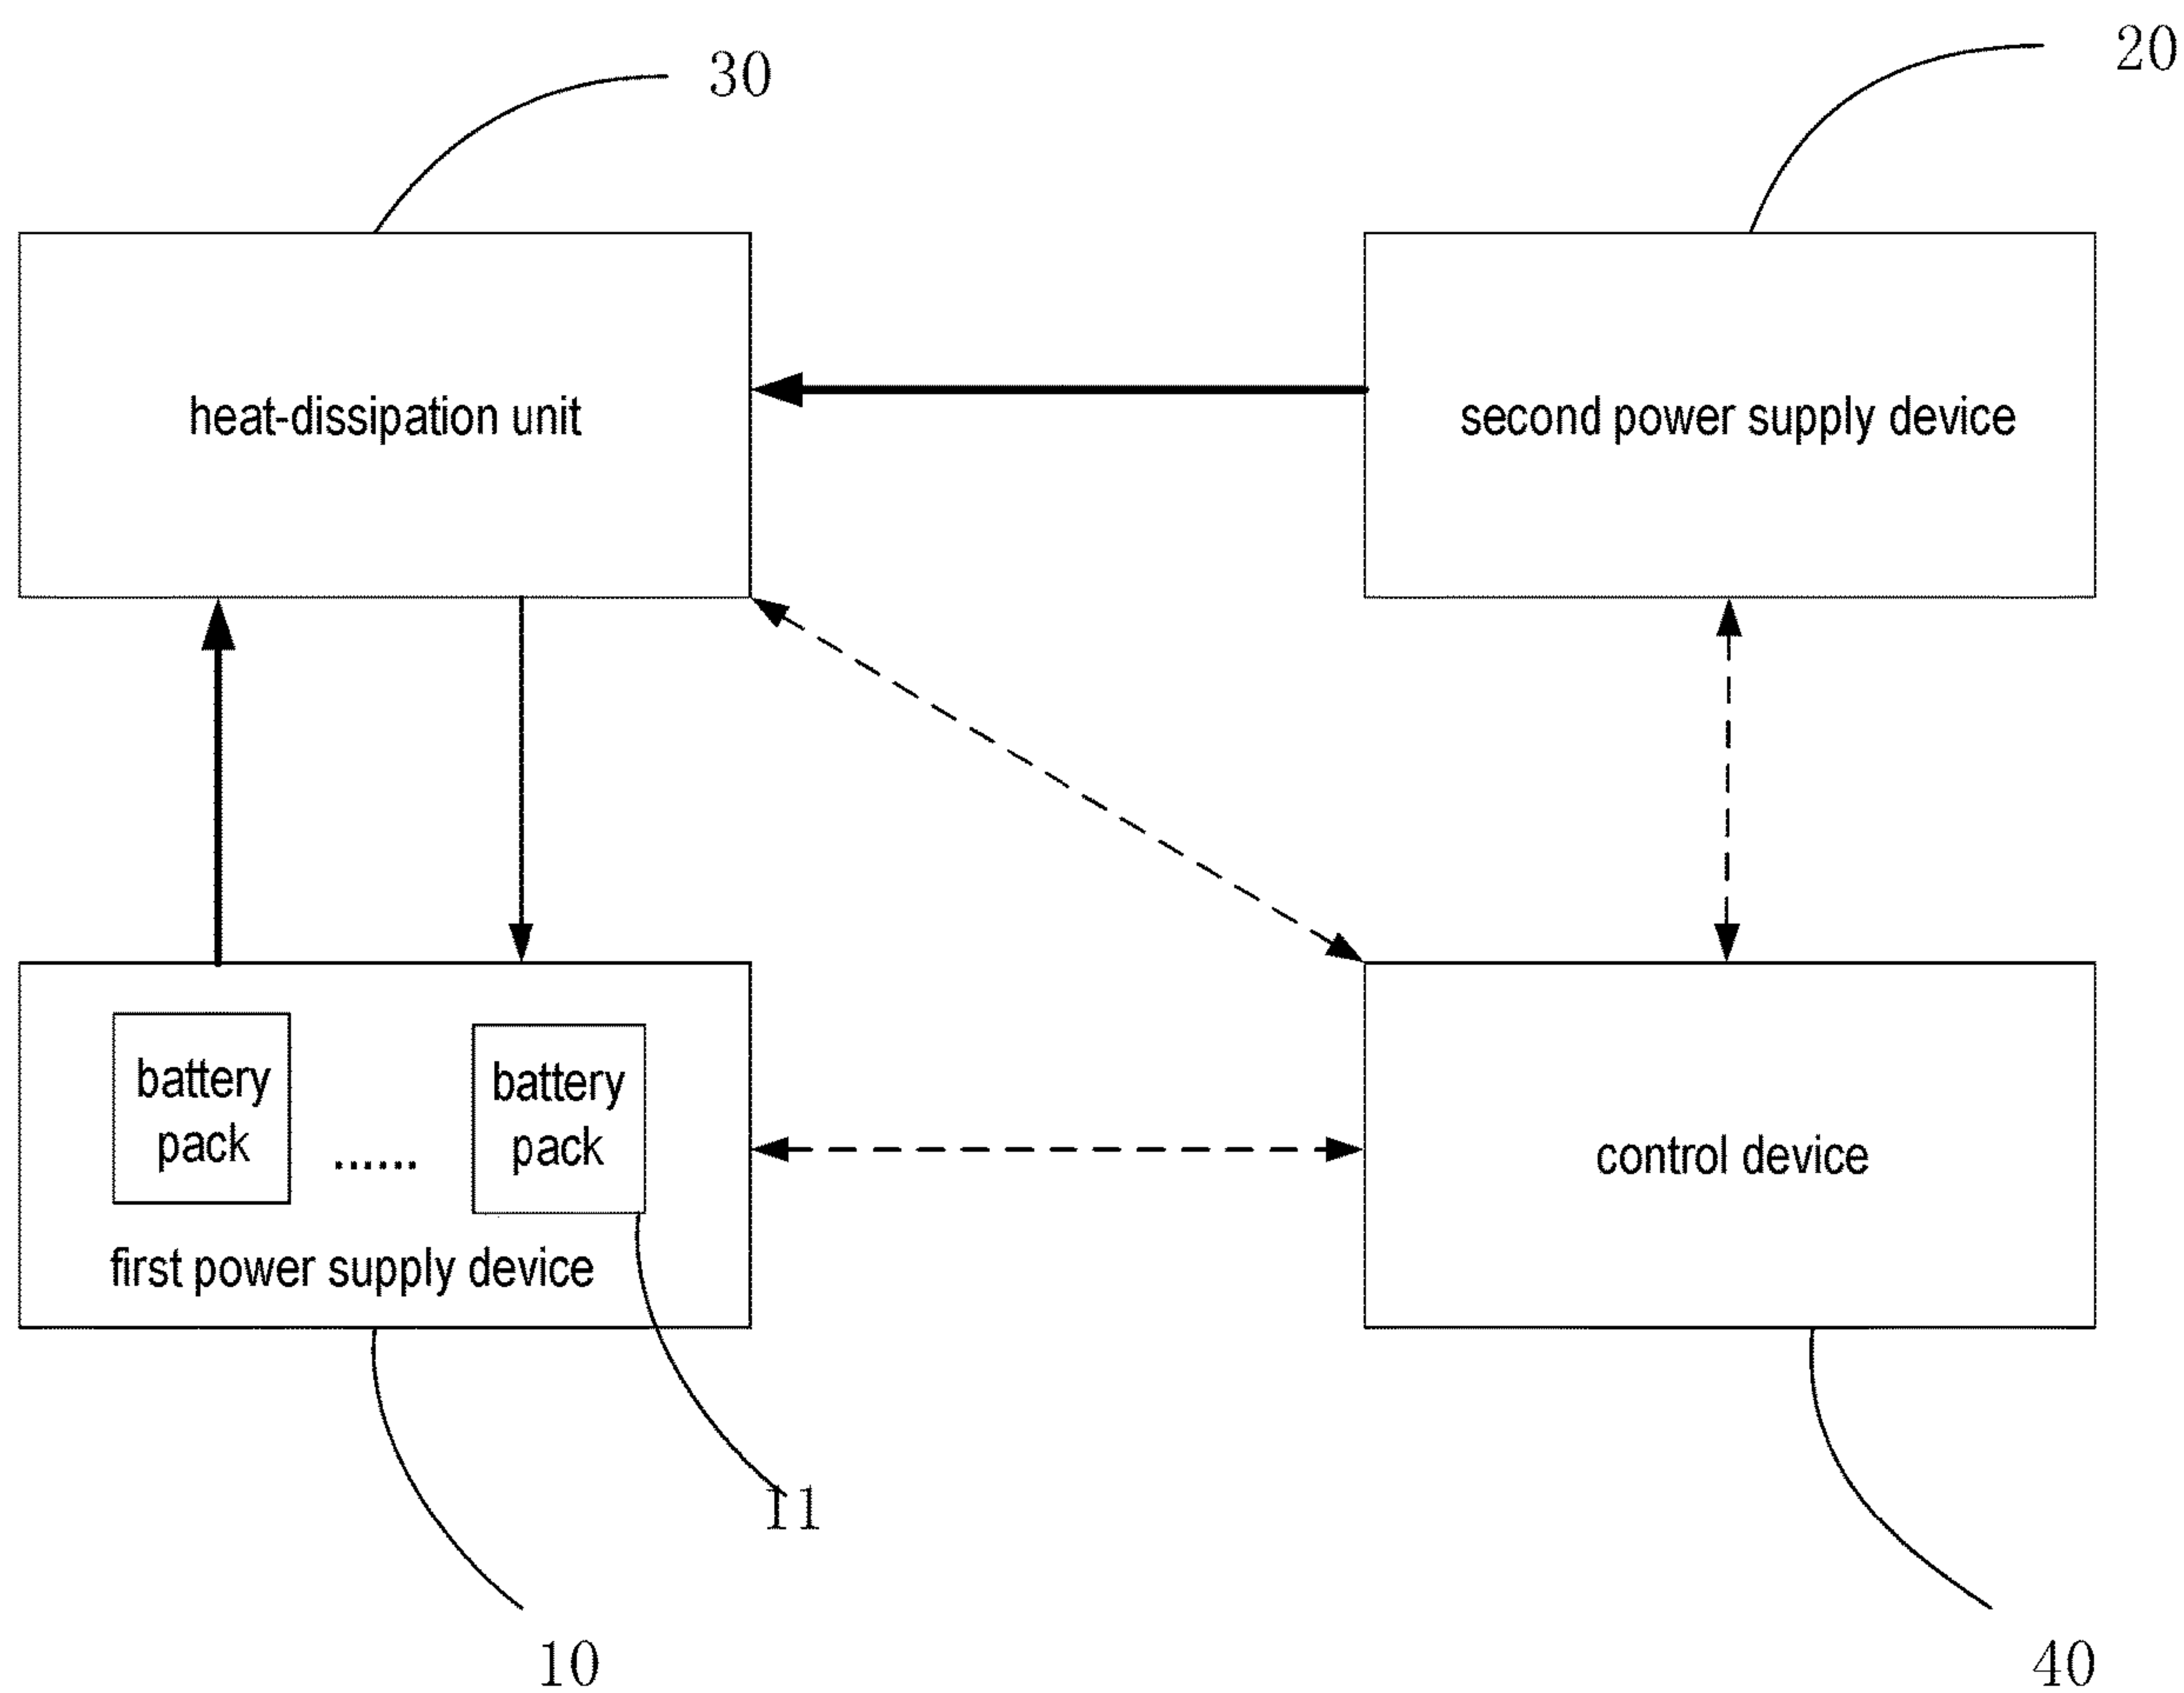 30
20
heat-dissipation unit
second power supply device
battery
pack
......
battery
pack
first power supply device
control device
11
10
40